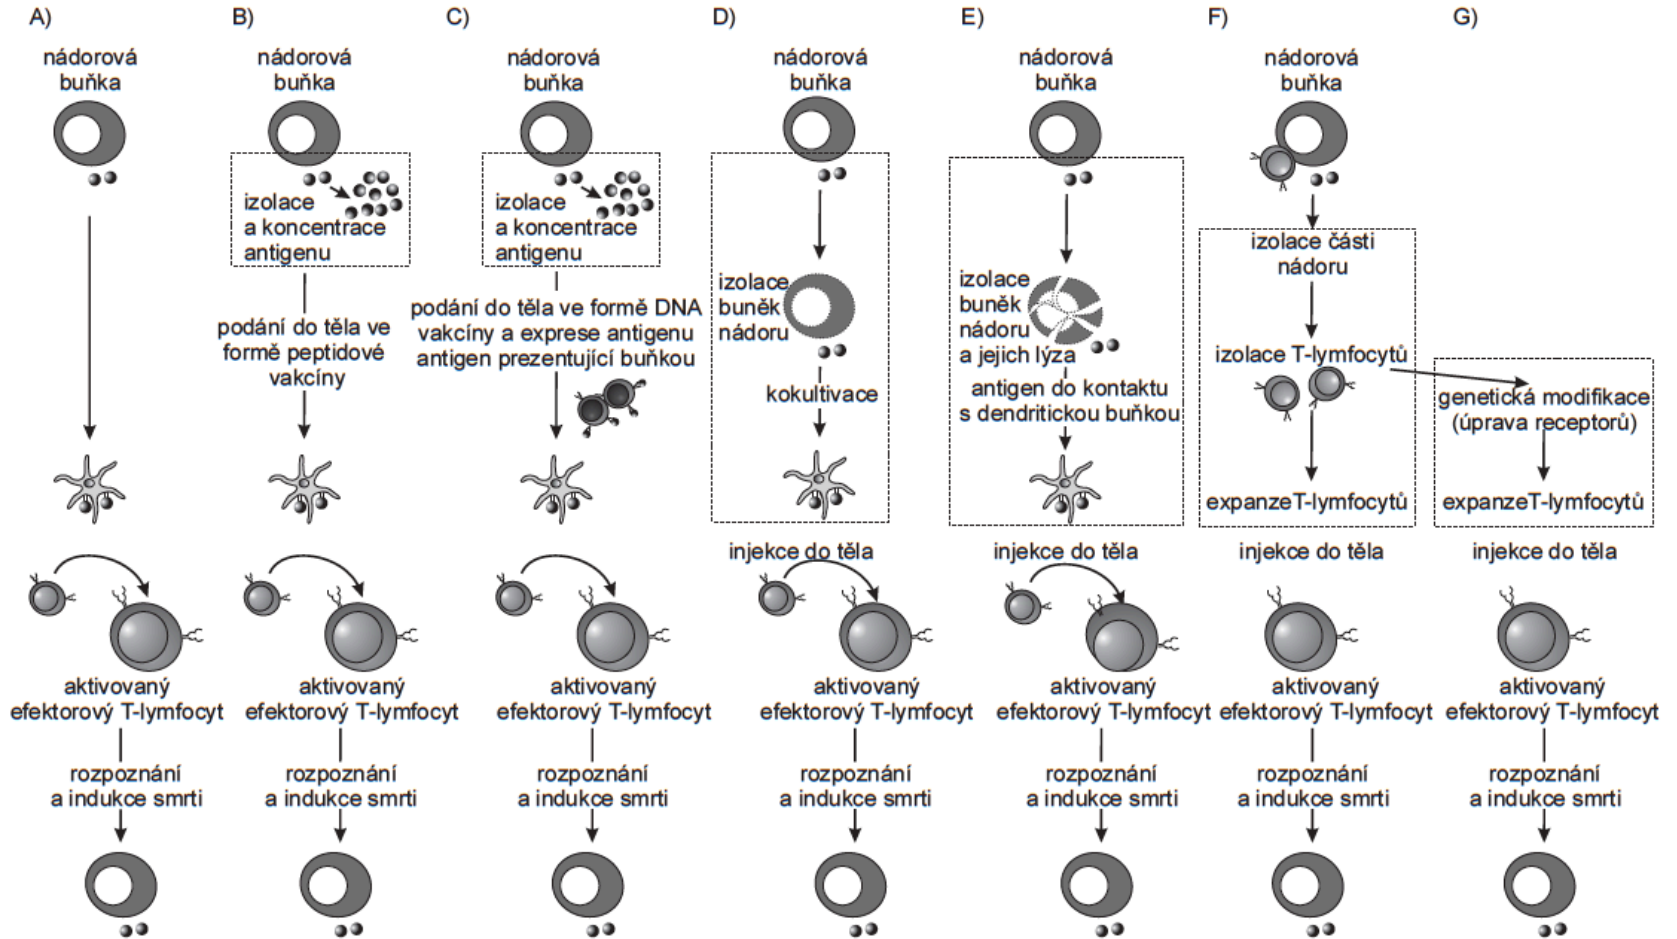 A)
nádorová
buňka
aktivovaný
efektorový T-lymfocyt
rozpoznání
a indukce smrti
B)
nádorová
buňka
izolace
a koncentrace
antigenu
podání do těla ve
formě peptidové
vakcíny
aktivovaný
efektorový T-lymfocyt
rozpoznání
a indukce smrti
C)
nádorová
buňka
izolace
a koncentrace
antigenu
podání do těla ve formě DNA
vakcíny a exprese antigenu
antigen prezentující buňkou
aktivovaný
efektorový T-lymfocyt
rozpoznání
a indukce smrti
D)
nádorová
buňka
izolace
buněk
nádoru
kokultivace
injekce do těla
aktivovaný
efektorový T-lymfocyt
rozpoznání
a indukce smrti
E)
nádorová
buňka
izolace
buněk
nádoru
a jejich lýza
antigen do kontaktu
s dendritickou buňkou
injekce do těla
aktivovaný
efektorový T-lymfocyt
rozpoznání
a indukce smrti
F)
nádorová
buňka
izolace části
nádoru
izolace T-lymfocytů
expanzeT-lymfocytů
injekce do těla
aktivovaný
efektorový T-lymfocyt
rozpoznání
a indukce smrti
G)
genetická modifikace
(úprava receptorů)
expanzeT-lymfocytů
injekce do těla
aktivovaný
efektorový T-lymfocyt
rozpoznání
a indukce smrti